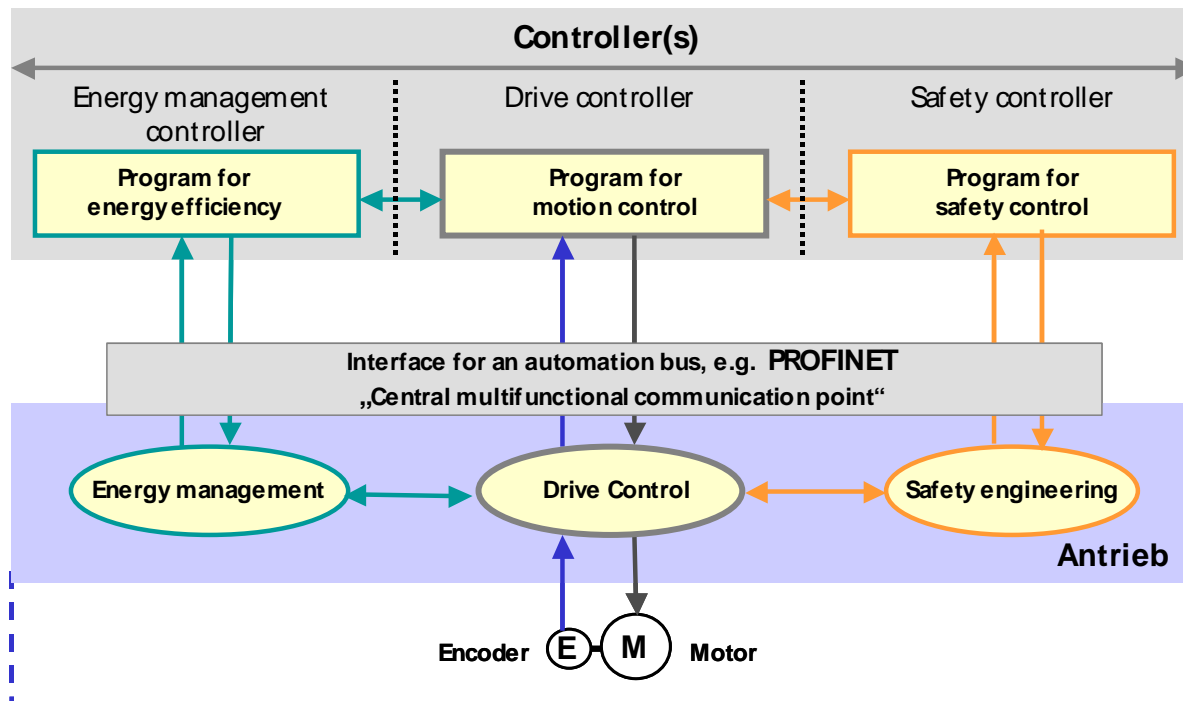 Controller(s)
Energy management
controller
Drive controller
Safety controller
Program for
energy efficiency
Program for
motion control
Program for
safety control
Interface for an automation bus, e.g. PROFINET
„Central multifunctional communication point“
Energy management
Drive Control
Safety engineering
Antrieb
Encoder E M Motor